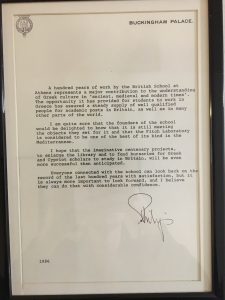 BUCKINGHAM PALACE.
A hundred years of work by the British School at
Athens represents a major contribution to the understanding
of Greek culture in "ancient, medieval and modern times".
The opportunity it has provided for students to work in
Greece has ensured a steady supply of well qualified
people for academic posts in Britain, as well as in many
other parts of the world.
I am quite sure that the founders of the school
would be delighted to know that it is still meeting
the objects they set for it and that the Fitch Laboratory
is considered to be one of the best of its kind in the
Mediterranean.
I hope that the imaginative centenary projects,
to enlarge the library and to fund bursaries for Greek
and Cypriot scholars to study in Britain, will be even
more successful than anticipated.
Everyone connected with the school can look back on the
record of the last hundred years with satisfaction, but it
is always more important to look forward, and I believe
they can do that with considerable confidence.
Philip
1986